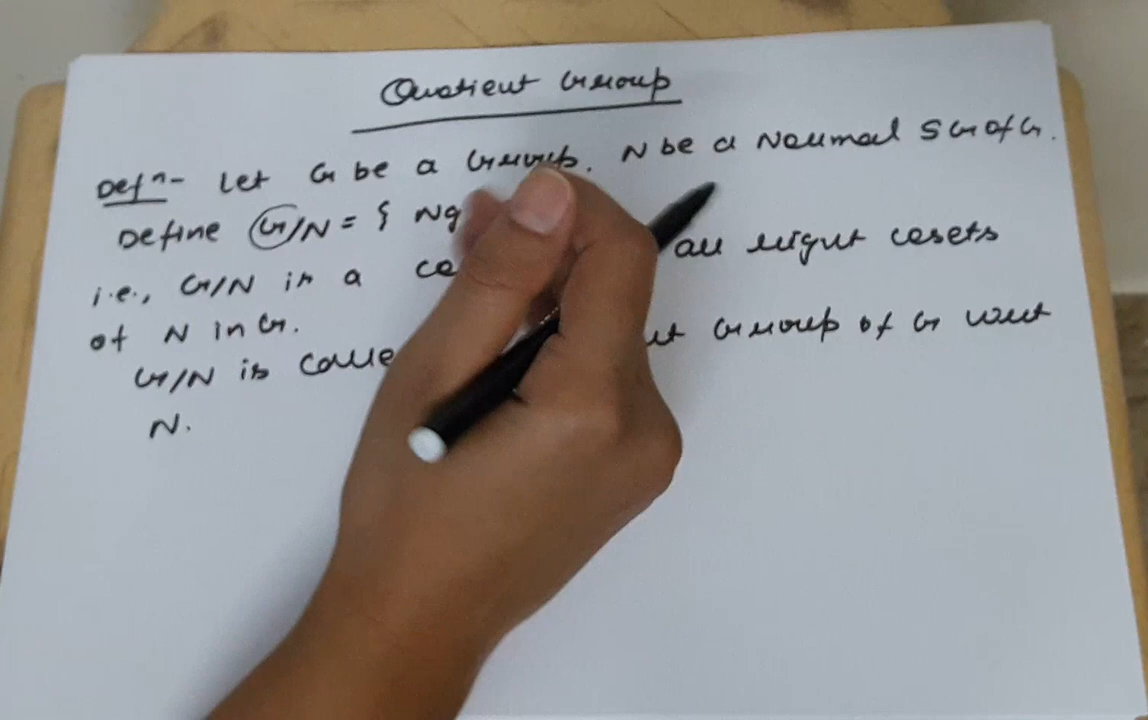 Quotient Group
Defn- Let G be a Group. N be a Normal SG of G.
Define G/N = { Ng
i.e., G/N is a all right cosets
of N in G.
G/N is Group of G wrt
N.